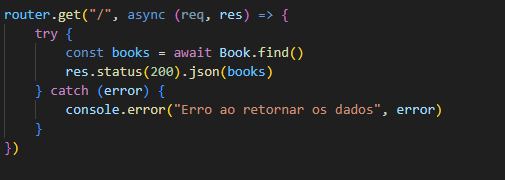 router.get("/", async (req, res) => {
    try {
        const books = await Book.find()
        res.status(200).json(books)
    } catch (error) {
        console.error("Erro ao retornar os dados", error)
    }
})